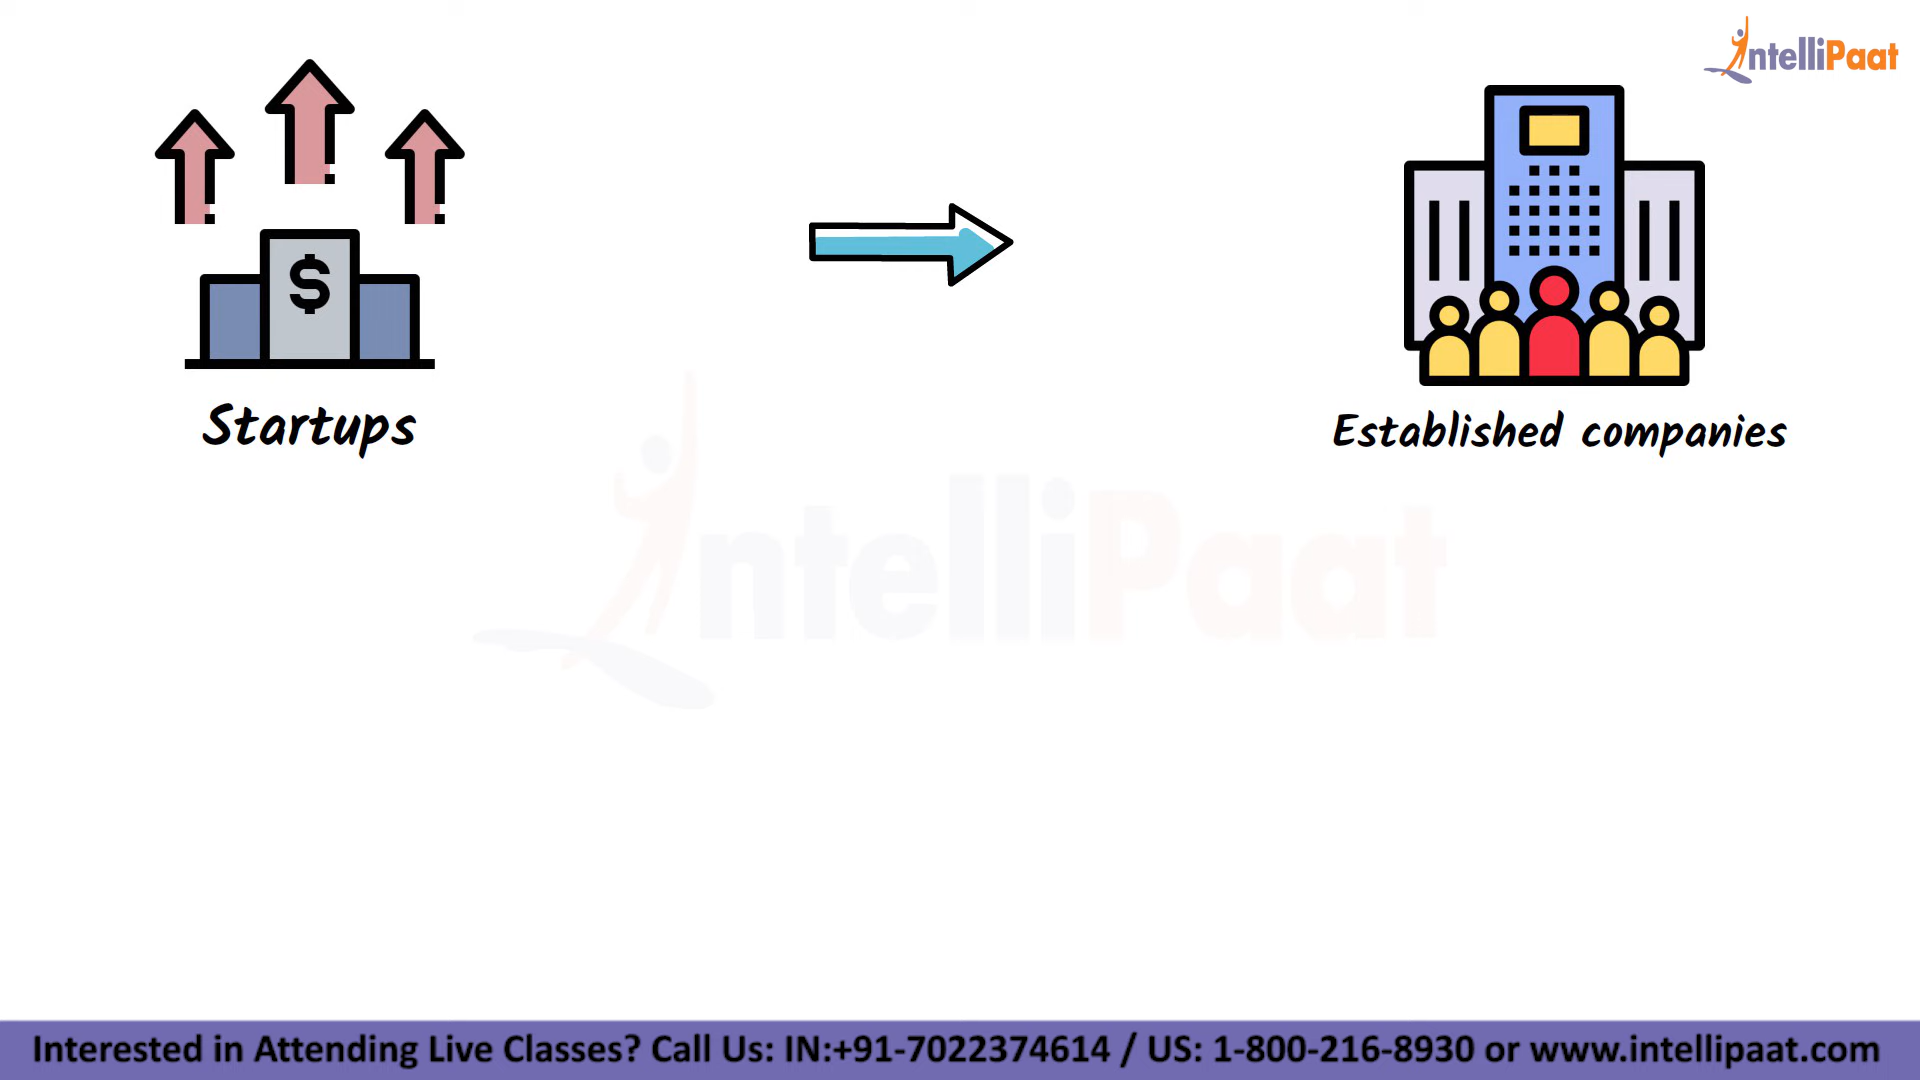 IntelliPaat
$
Startups
Established companies
IntelliPaat
Interested in Attending Live Classes? Call Us: IN:+91-7022374614 / US: 1-800-216-8930 or www.intellipaat.com